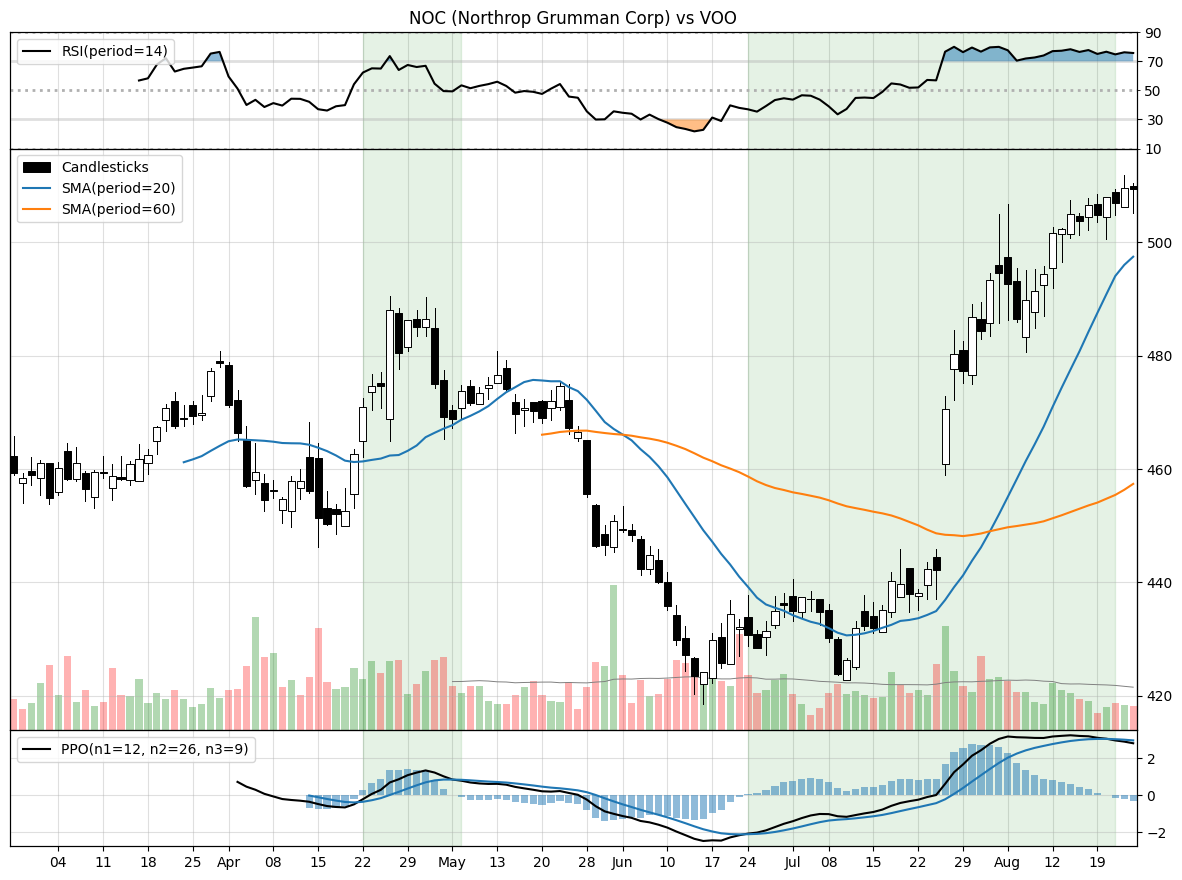 NOC (Northrop Grumman Corp) vs VOO
RSI(period=14)
90
70
50
30
10
Candlesticks
SMA(period=20)
SMA(period=60)
500
480
460
440
420
PPO(n1=12, n2=26, n3=9)
2
0
−2
04 11 18 25 Apr 08 15 22 29 May 13 20 28 Jun 10 17 24 Jul 08 15 22 29 Aug 12 19